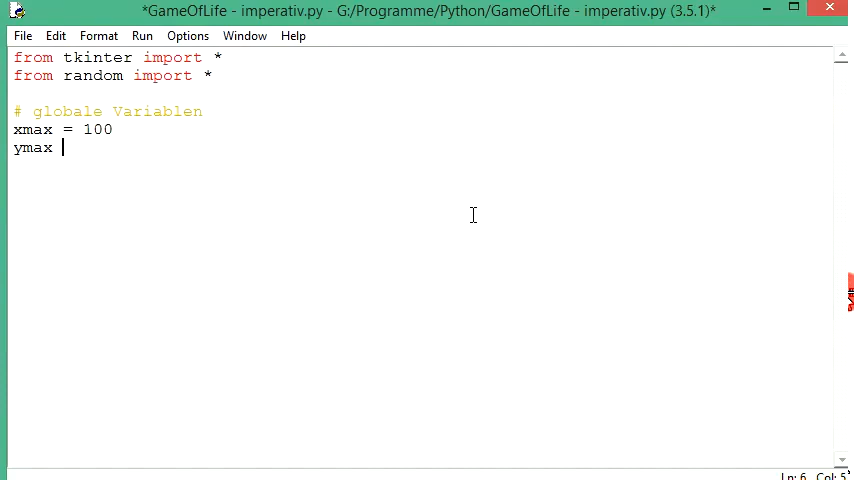 *GameOfLife - imperativ.py - G:/Programme/Python/GameOfLife - imperativ.py (3.5.1)*
File Edit Format Run Options Window Help
from tkinter import *
from random import *
# globale Variablen
xmax = 100
ymax
Ln: 6 Col: 5